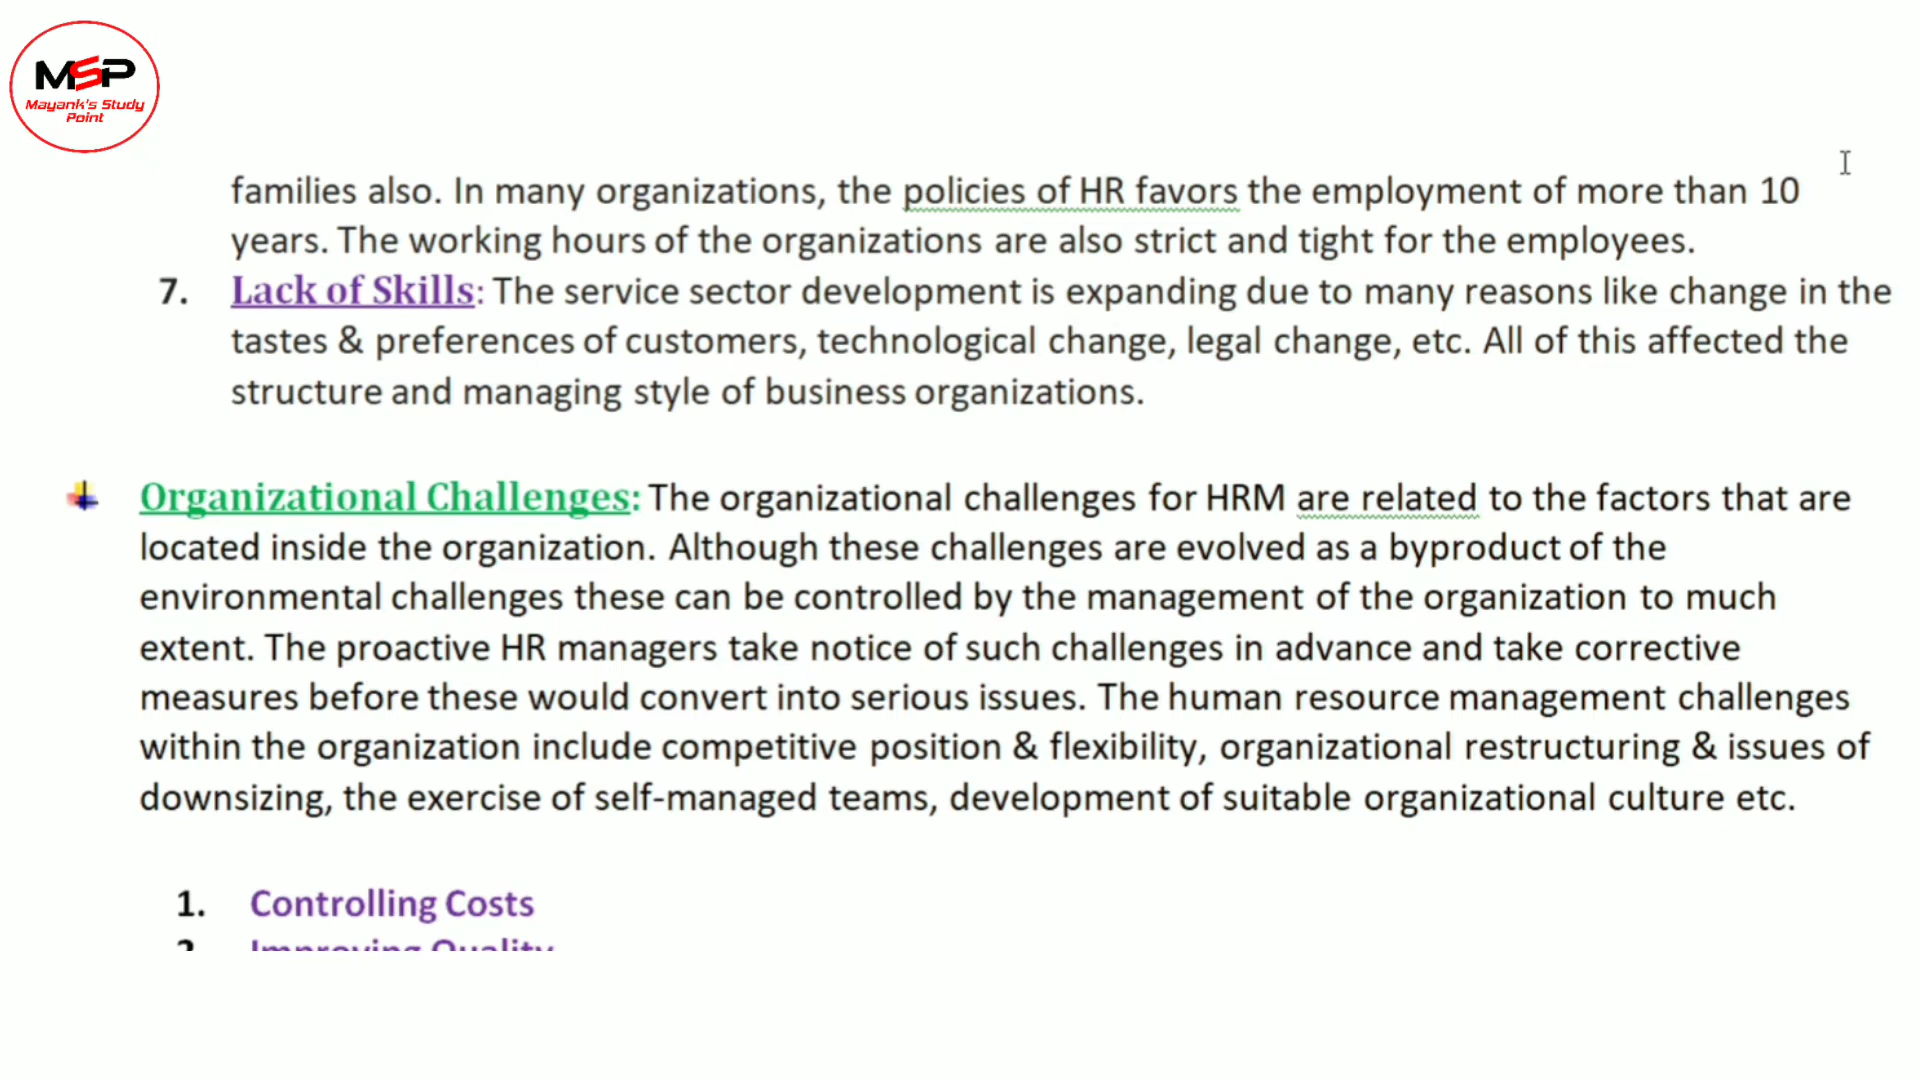 MSP
Mayank's Study
Point
families also. In many organizations, the policies of HR favors the employment of more than 10
years. The working hours of the organizations are also strict and tight for the employees.
7. Lack of Skills: The service sector development is expanding due to many reasons like change in the
tastes & preferences of customers, technological change, legal change, etc. All of this affected the
structure and managing style of business organizations.
Organizational Challenges: The organizational challenges for HRM are related to the factors that are
located inside the organization. Although these challenges are evolved as a byproduct of the
environmental challenges these can be controlled by the management of the organization to much
extent. The proactive HR managers take notice of such challenges in advance and take corrective
measures before these would convert into serious issues. The human resource management challenges
within the organization include competitive position & flexibility, organizational restructuring & issues of
downsizing, the exercise of self-managed teams, development of suitable organizational culture etc.
1. Controlling Costs
2. Improving Quality